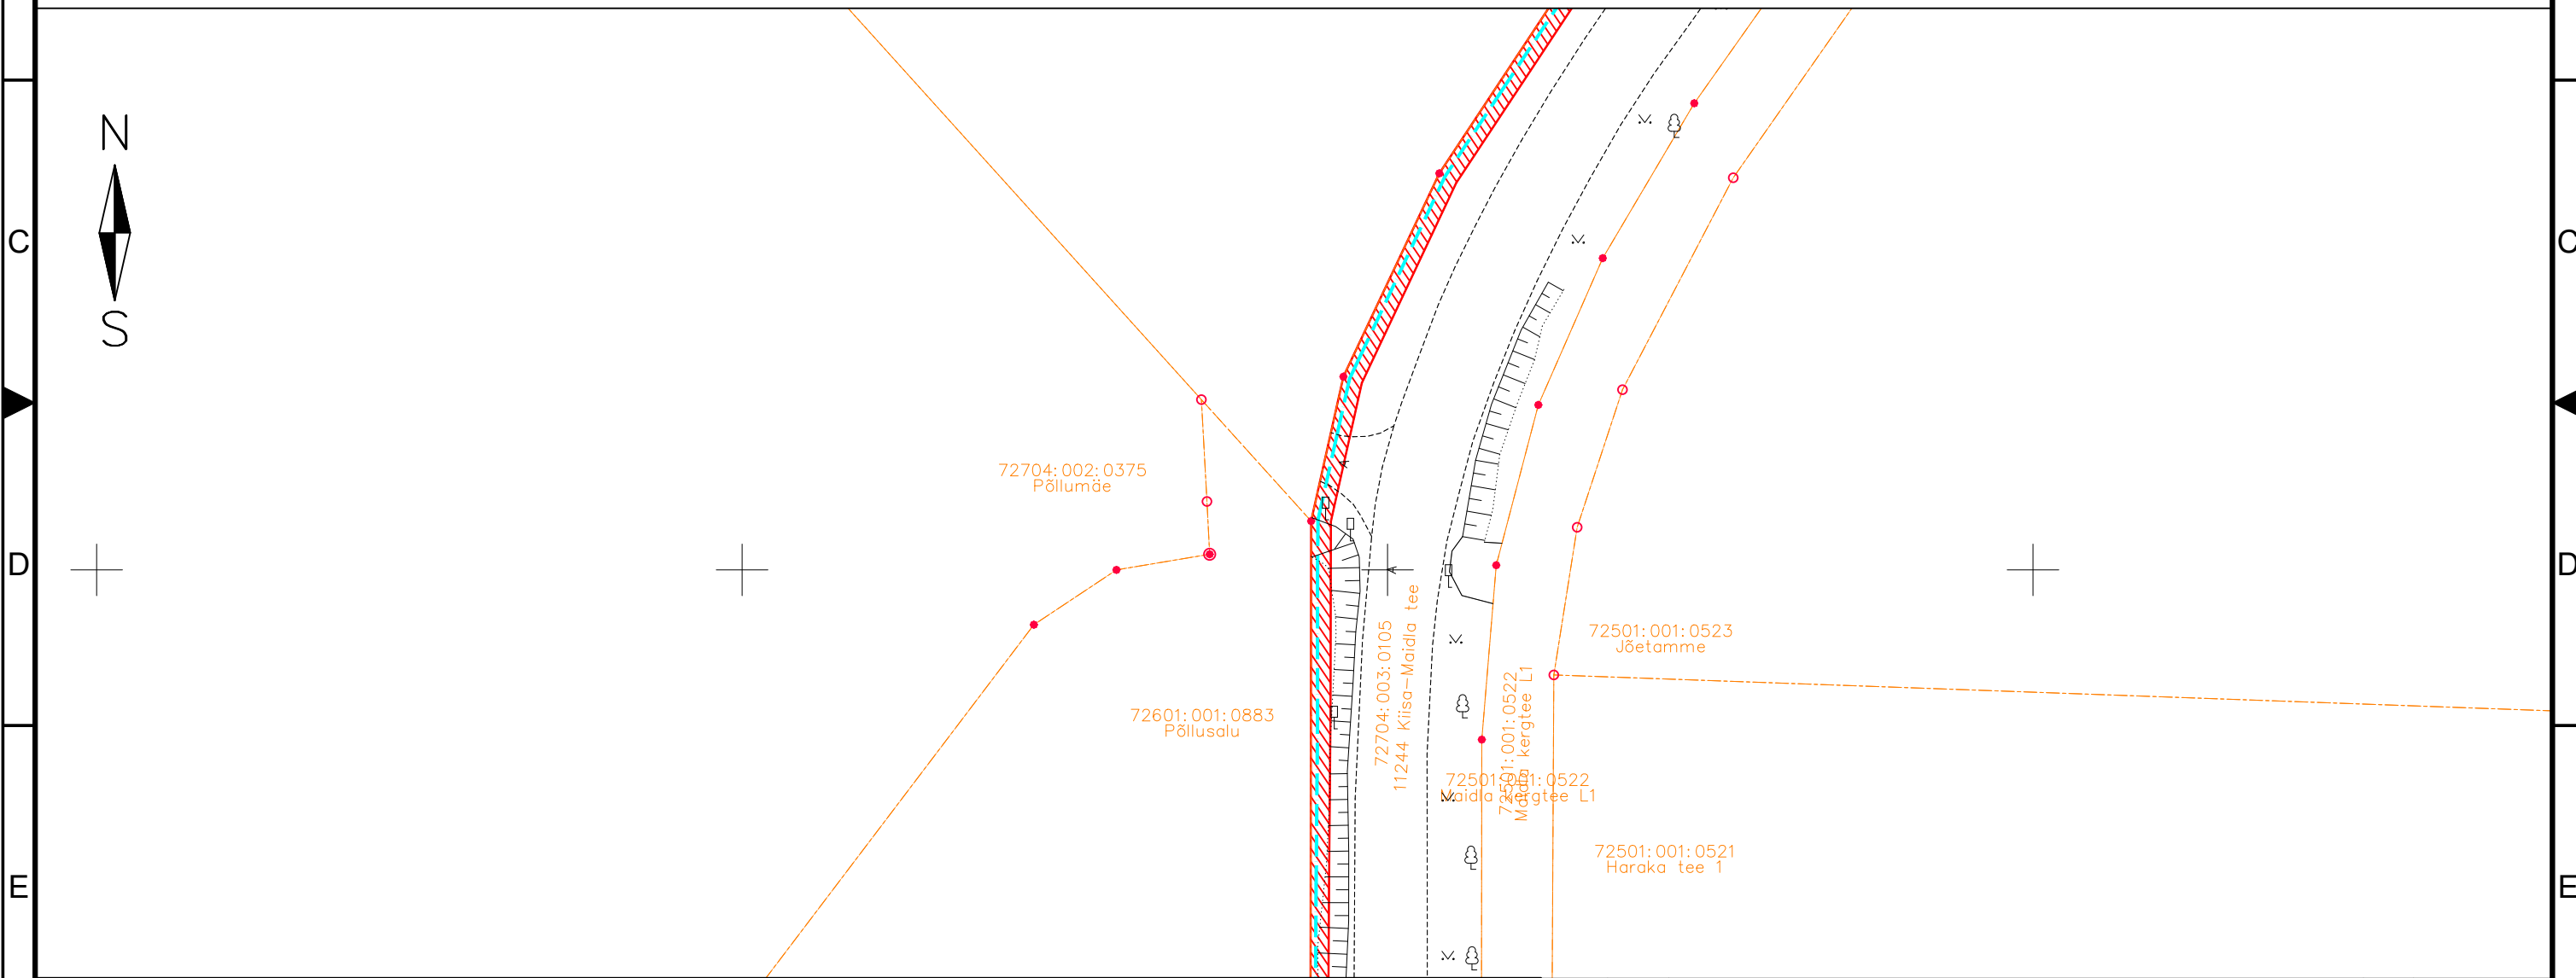 N
C
C
S
72704:002:0375
Põllumäe
D
D
72704:003:0105
11244 Kiisa-Maidla tee
72501:001:0523
Jõetamme
72601:001:0883
Põllusalu
72501:001:0522
Maidla kergtee L1
72501:001:0522
Maidla kergtee L1
72501:001:0521
Haraka tee 1
E
E